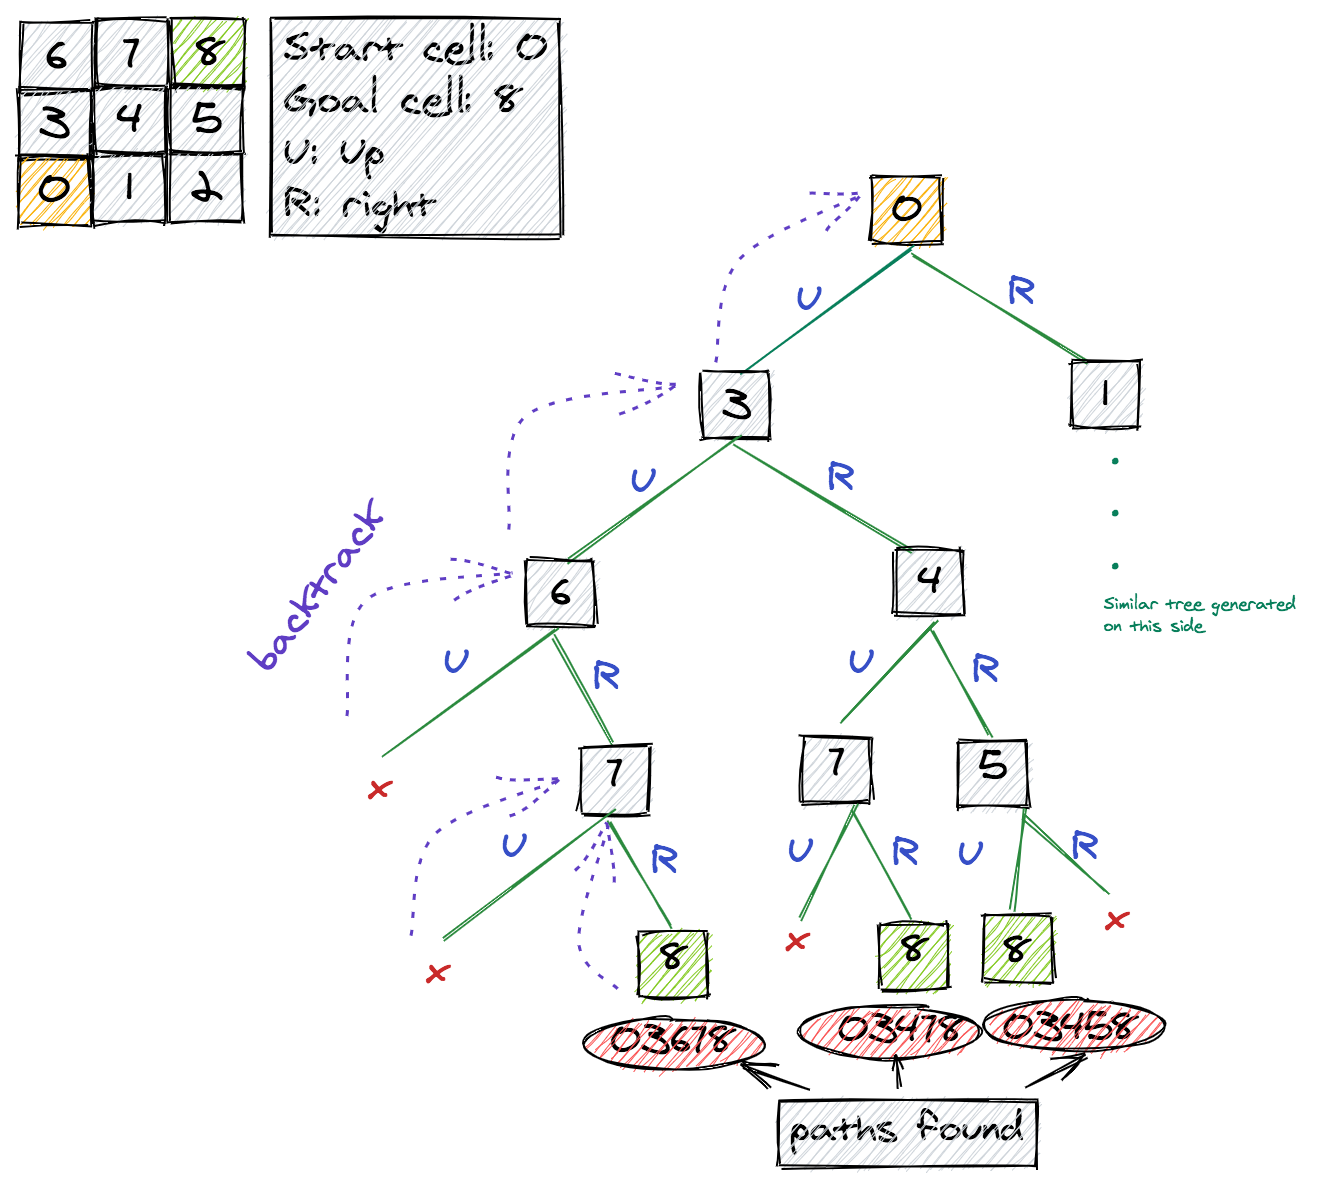 6 7 8
3 4 5
0 1 2
Start cell: 0
Goal cell: 8
U: Up
R: right
0
U R
3 1
U R
backtrack
6 4
Similar tree generated
on this side
U R U R
x 7 7 5
U R U R U R
x 8 x 8 8 x
03678 03478 03458
paths found